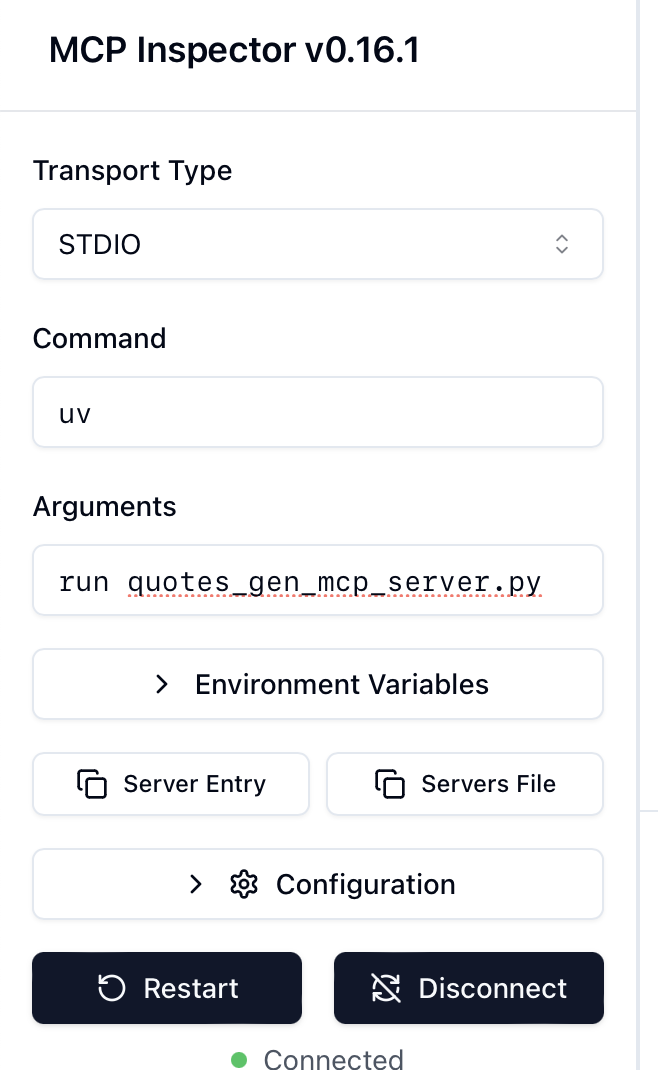 MCP Inspector v0.16.1
Transport Type
STDIO
Command
uv
Arguments
run quotes_gen_mcp_server.py
Environment Variables
Server Entry
Servers File
Configuration
Restart
Disconnect
Connected